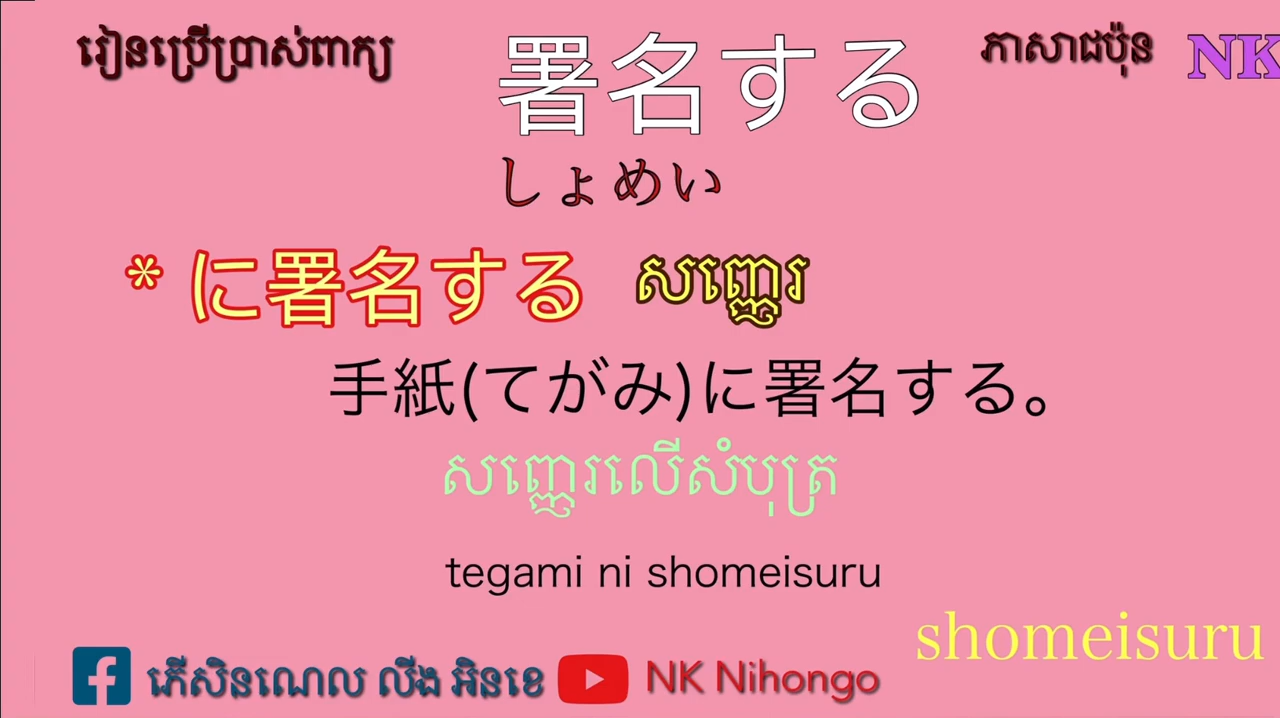 រៀនប្រើប្រាស់ពាក្យ
署名する
ភាសាជប៉ុន
NK
しょめい
* に署名する សញ្ញេរ
手紙(てがみ)に署名する。
សញ្ញេរលើសំបុត្រ
tegami ni shomeisuru
shomeisuru
ភើសិនណេល លីង អិនខេ
NK Nihongo